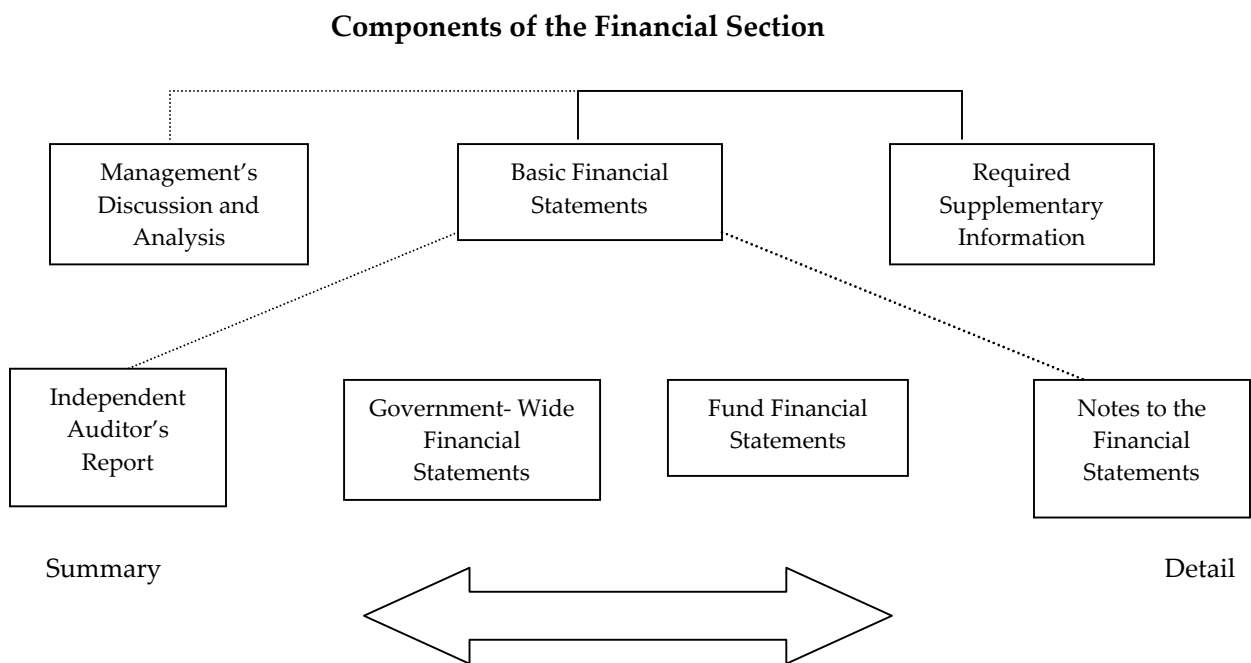 Components of the Financial Section
Management’s
Discussion and
Analysis
Basic Financial
Statements
Required
Supplementary
Information
Independent
Auditor’s
Report
Government- Wide
Financial
Statements
Fund Financial
Statements
Notes to the
Financial
Statements
Summary
Detail